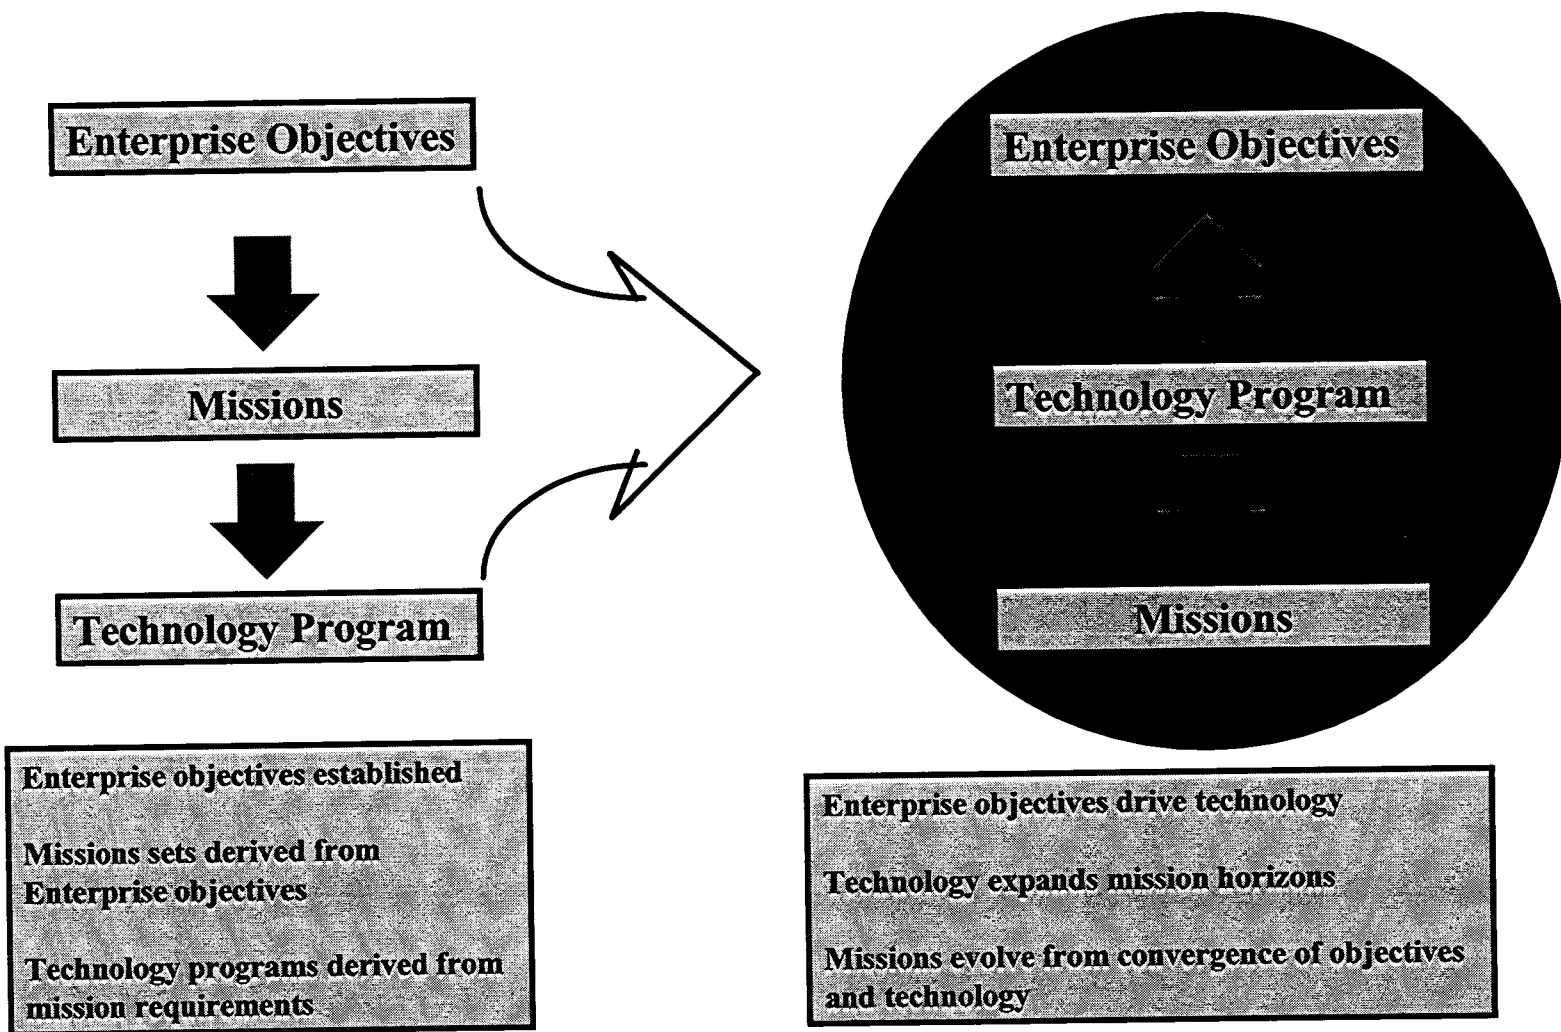 Enterprise Objectives
Missions
Technology Program
Enterprise objectives established
Missions sets derived from
Enterprise objectives
Technology programs derived from
mission requirements
Enterprise Objectives
Technology Program
Missions
Enterprise objectives drive technology
Technology expands mission horizons
Missions evolve from convergence of objectives
and technology